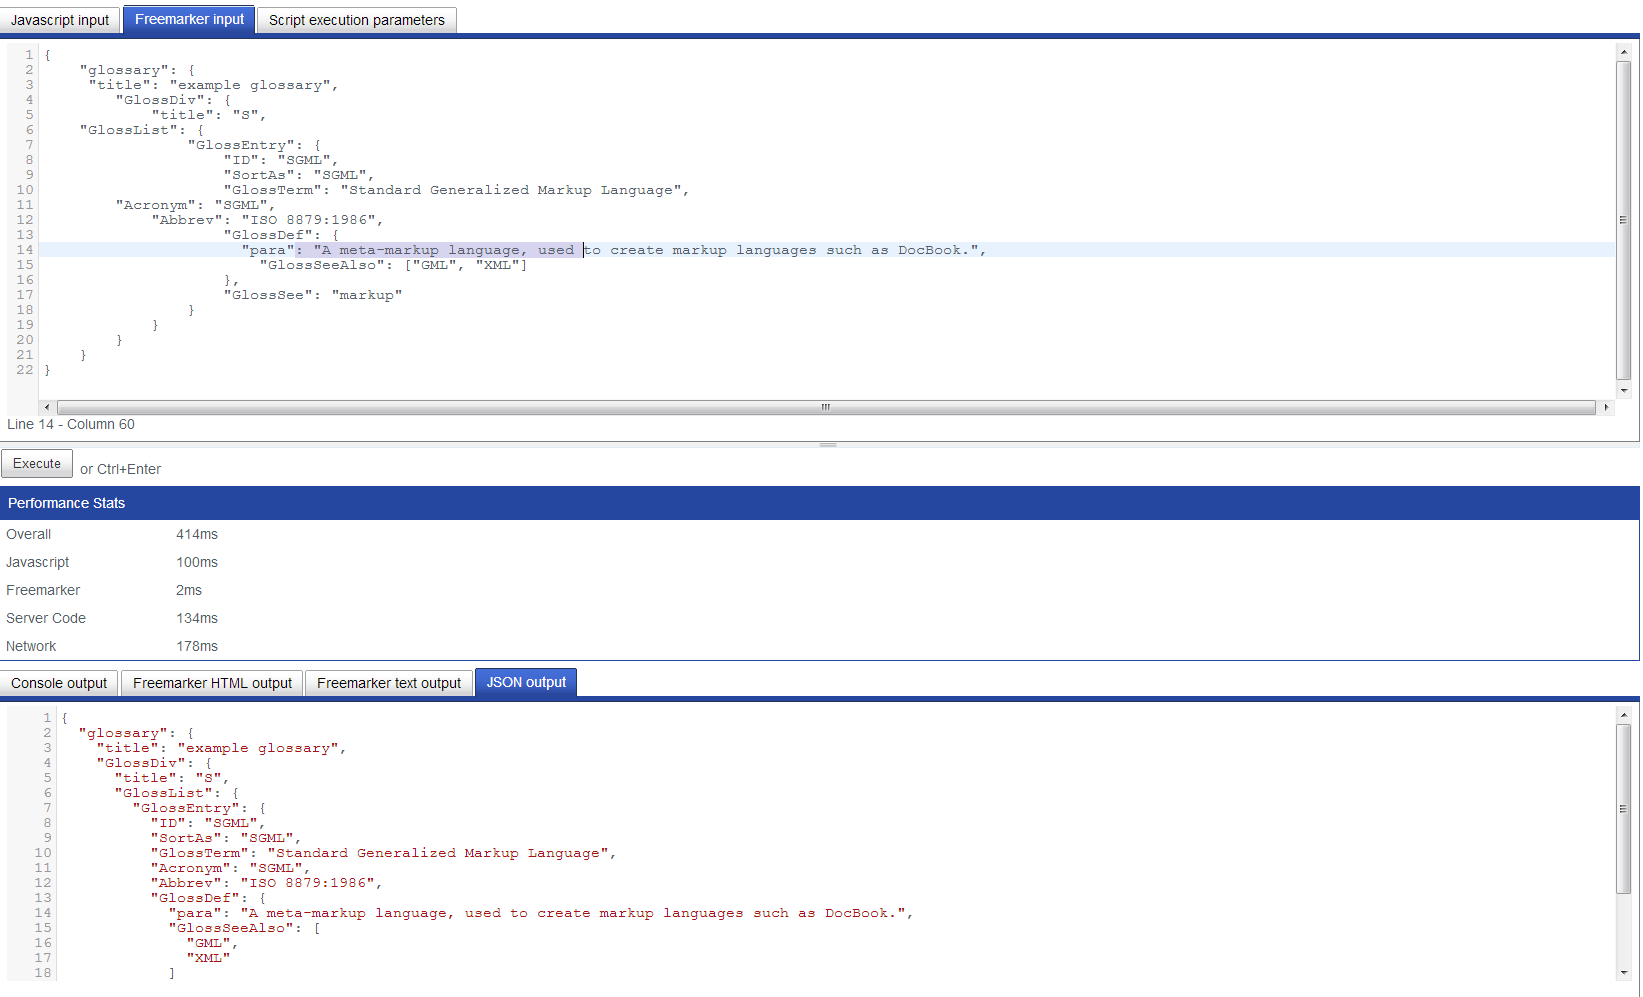 Javascript input Freemarker input Script execution parameters
1 {
2 "glossary": {
3 "title": "example glossary",
4 "GlossDiv": {
5 "title": "S",
6 "GlossList": {
7 "GlossEntry": {
8 "ID": "SGML",
9 "SortAs": "SGML",
10 "GlossTerm": "Standard Generalized Markup Language",
11 "Acronym": "SGML",
12 "Abbrev": "ISO 8879:1986",
13 "GlossDef": {
14 "para": "A meta-markup language, used to create markup languages such as DocBook.",
15 "GlossSeeAlso": ["GML", "XML"]
16 },
17 "GlossSee": "markup"
18 }
19 }
20 }
21 }
22 }
Line 14 - Column 60
Execute or Ctrl+Enter
Performance Stats
Overall 414ms
Javascript 100ms
Freemarker 2ms
Server Code 134ms
Network 178ms
Console output Freemarker HTML output Freemarker text output JSON output
1 {
2 "glossary": {
3 "title": "example glossary",
4 "GlossDiv": {
5 "title": "S",
6 "GlossList": {
7 "GlossEntry": {
8 "ID": "SGML",
9 "SortAs": "SGML",
10 "GlossTerm": "Standard Generalized Markup Language",
11 "Acronym": "SGML",
12 "Abbrev": "ISO 8879:1986",
13 "GlossDef": {
14 "para": "A meta-markup language, used to create markup languages such as DocBook.",
15 "GlossSeeAlso": [
16 "GML",
17 "XML"
18 ]